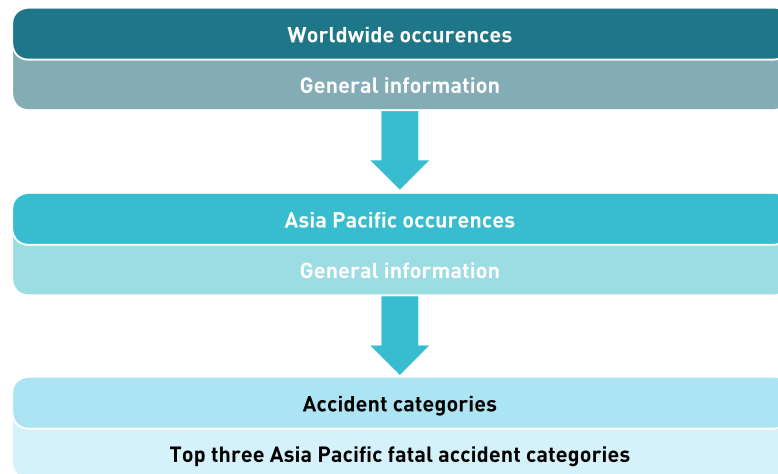 Worldwide occurences
General information
Asia Pacific occurences
General information
Accident categories
Top three Asia Pacific fatal accident categories